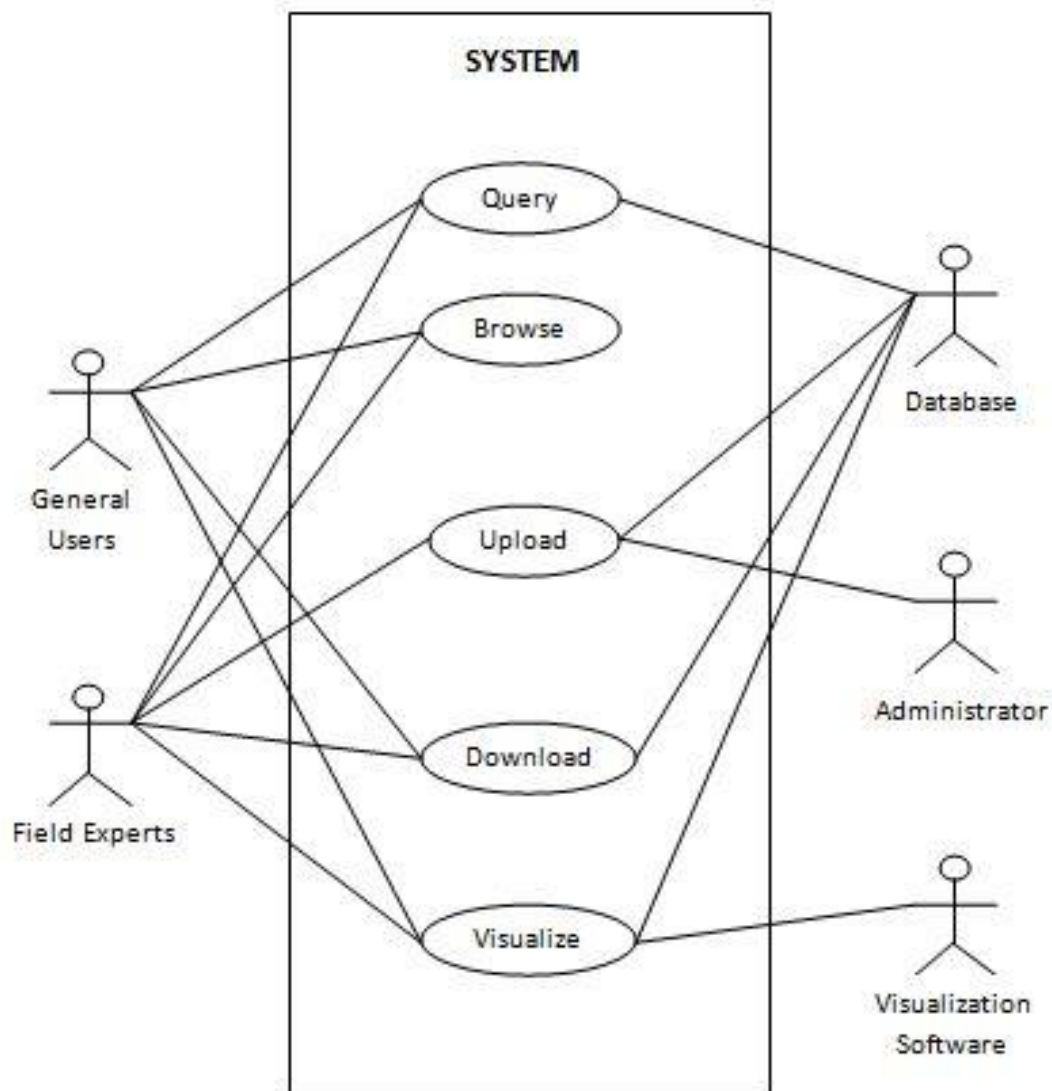 SYSTEM
Query
Browse
Database
General
Users
Upload
Administrator
Download
Field Experts
Visualize
Visualization
Software